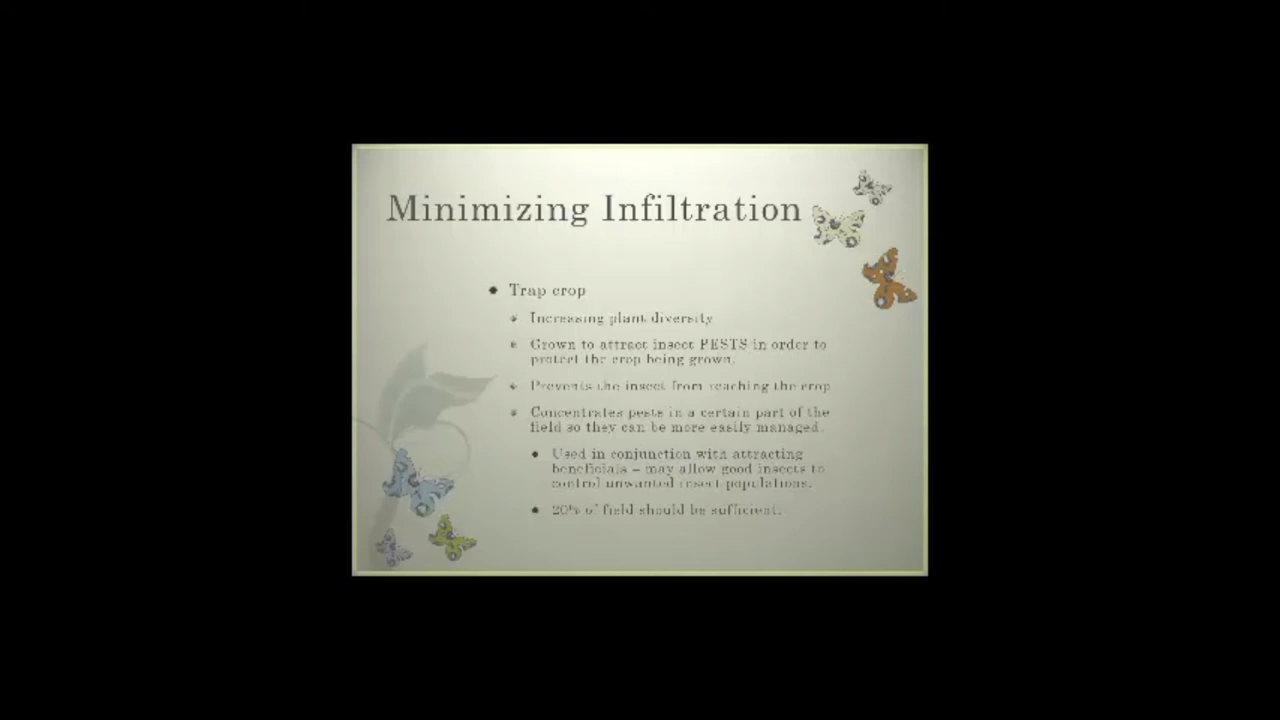 Minimizing Infiltration
Trap crop
Increasing plant diversity
Grown to attract insect PESTS in order to
protect the crop being grown.
Prevents the insect from reaching the crop
Concentrates pests in a certain part of the
field so they can be more easily managed.
Used in conjunction with attracting
beneficials – may allow good insects to
control unwanted insect populations.
20% of field should be sufficient.